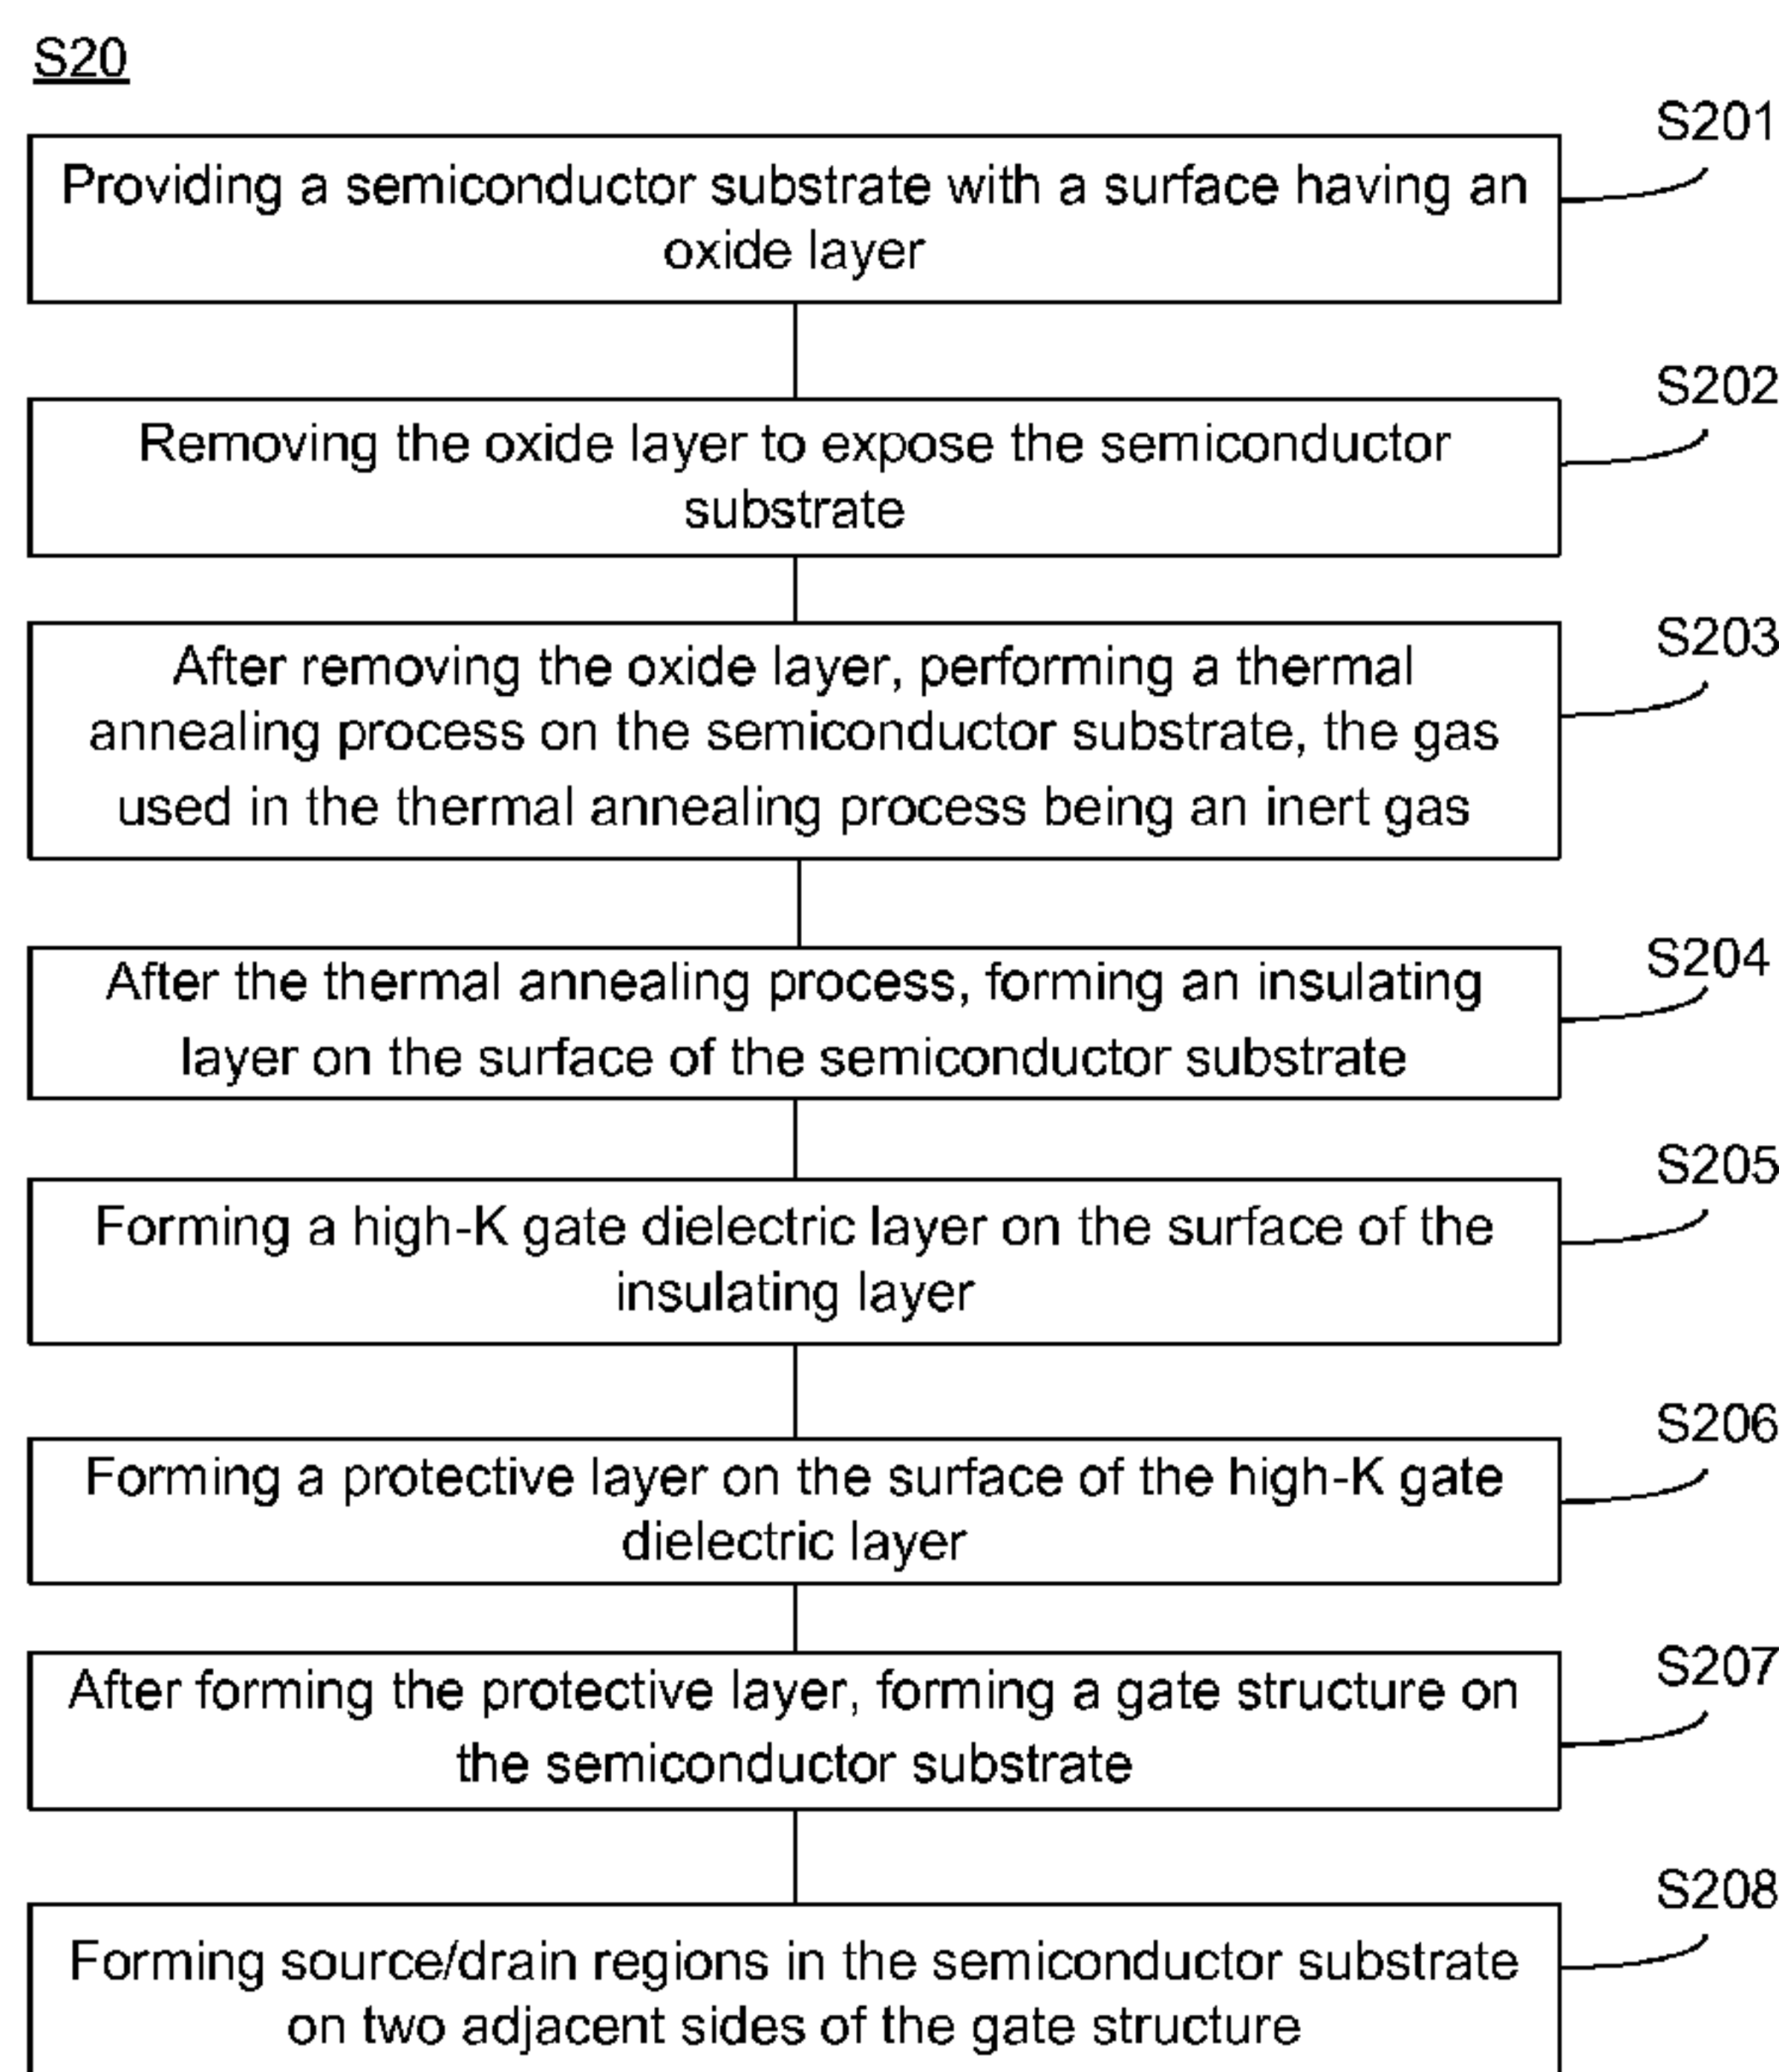 S20
S201
Providing a semiconductor substrate with a surface having an
oxide layer
S202
Removing the oxide layer to expose the semiconductor
substrate
S203
After removing the oxide layer, performing a thermal
annealing process on the semiconductor substrate, the gas
used in the thermal annealing process being an inert gas
S204
After the thermal annealing process, forming an insulating
layer on the surface of the semiconductor substrate
S205
Forming a high-K gate dielectric layer on the surface of the
insulating layer
S206
Forming a protective layer on the surface of the high-K gate
dielectric layer
S207
After forming the protective layer, forming a gate structure on
the semiconductor substrate
S208
Forming source/drain regions in the semiconductor substrate
on two adjacent sides of the gate structure